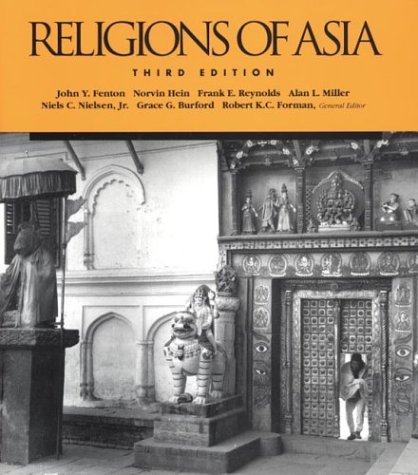 RELIGIONS OF ASIA
THIRD EDITION
John Y. Fenton Norvin Hein Frank E. Reynolds Alan L. Miller
Niels C. Nielsen, Jr. Grace G. Burford Robert K.C. Forman, General Editor